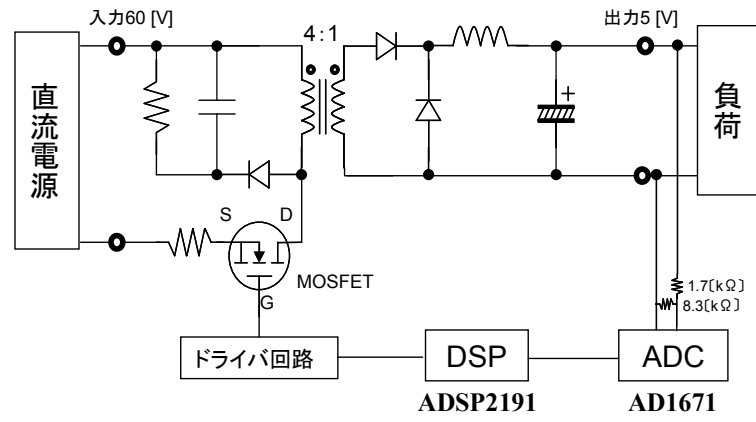 入力60 [V]
出力5 [V]
4:1
直流電源
負荷
+
S
D
MOSFET
G
1.7[kΩ]
8.3[kΩ]
ドライバ回路
DSP
ADC
ADSP2191
AD1671